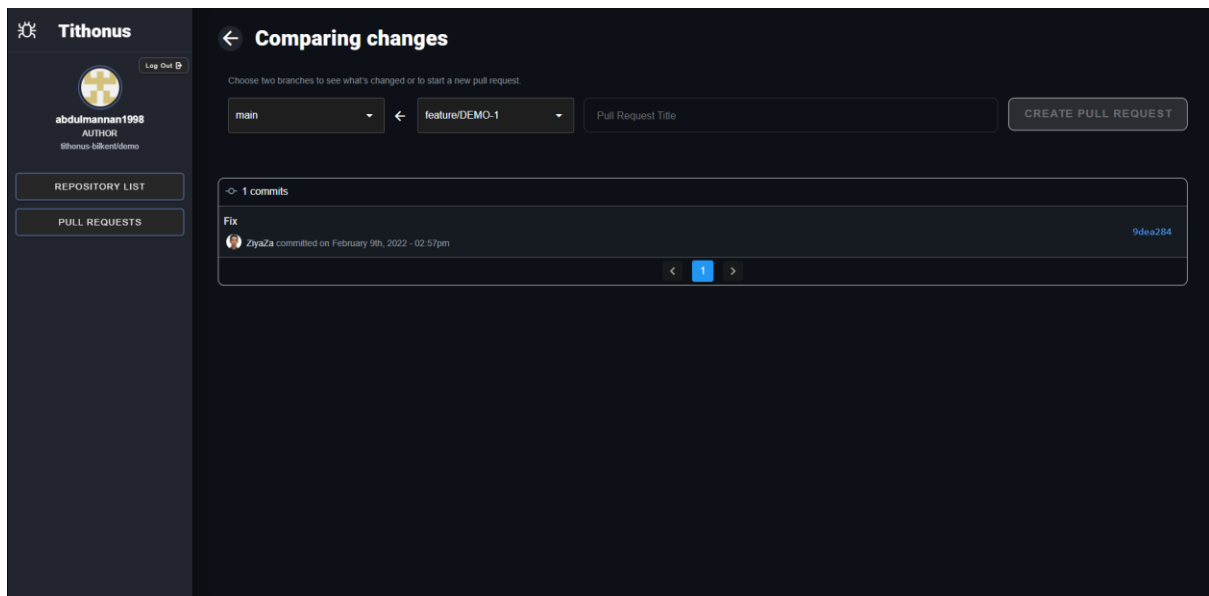 Tithonus
Log Out
abdulmannan1998
AUTHOR
tithonus-bilkent/demo
REPOSITORY LIST
PULL REQUESTS
Comparing changes
Choose two branches to see what's changed or to start a new pull request.
main
feature/DEMO-1
Pull Request Title
CREATE PULL REQUEST
1 commits
Fix
ZiyaZa committed on February 9th, 2022 - 02:57pm
9dea284
1